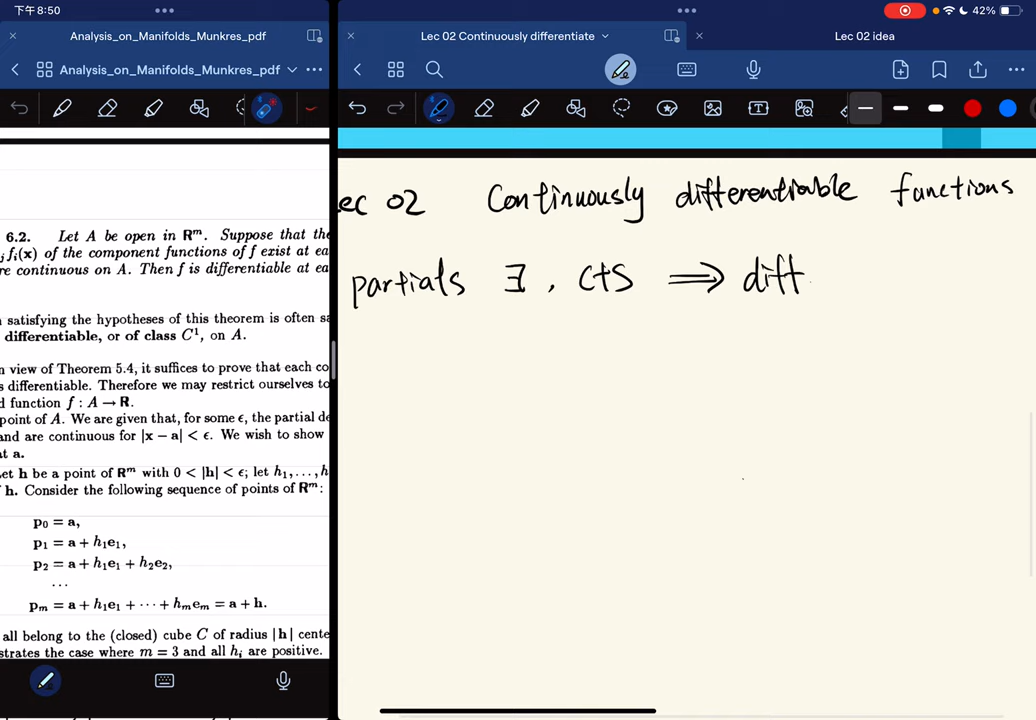 下午8:50
42%
Analysis_on_Manifolds_Munkres_pdf
Lec 02 Continuously differentiate
Lec 02 idea
Analysis_on_Manifolds_Munkres_pdf
6.2. Let A be open in Rᵐ. Suppose that the
ⱼfᵢ(x) of the component functions of f exist at ea
re continuous on A. Then f is differentiable at ea
satisfying the hypotheses of this theorem is often sa
differentiable, or of class C¹, on A.
n view of Theorem 5.4, it suffices to prove that each co
s differentiable. Therefore we may restrict ourselves to
d function f : A → R.
point of A. We are given that, for some ϵ, the partial de
and are continuous for |x − a| < ϵ. We wish to show
at a.
et h be a point of Rᵐ with 0 < |h| < ϵ; let h₁, . . . , h
f h. Consider the following sequence of points of Rᵐ:
p₀ = a,
p₁ = a + h₁e₁,
p₂ = a + h₁e₁ + h₂e₂,
. . .
pₘ = a + h₁e₁ + · · · + hₘeₘ = a + h.
all belong to the (closed) cube C of radius |h| cente
strates the case where m = 3 and all hᵢ are positive.
ec 02 Continuously differentiable functions
partials ∃ , cts ⟹ diff